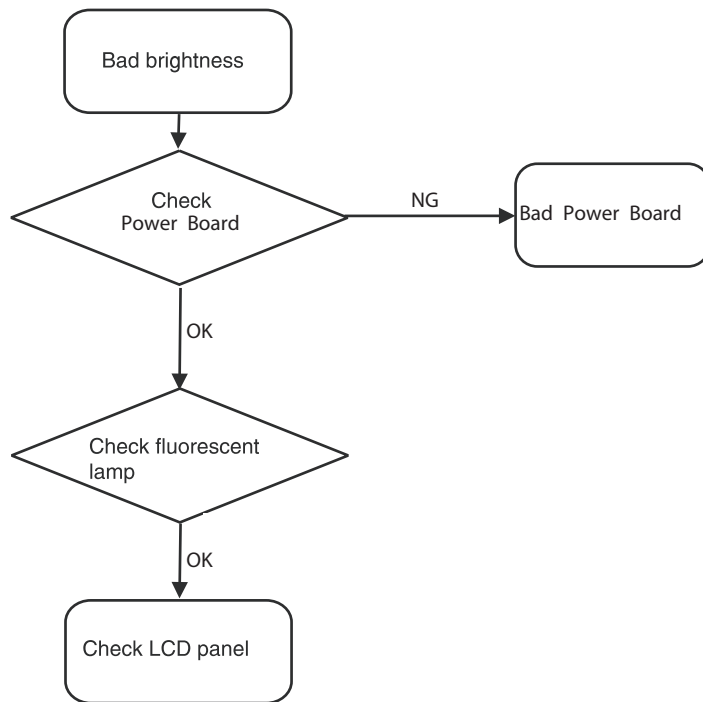 Bad brightness
Check
Power Board
NG
Bad Power Board
OK
Check fluorescent
lamp
OK
Check LCD panel